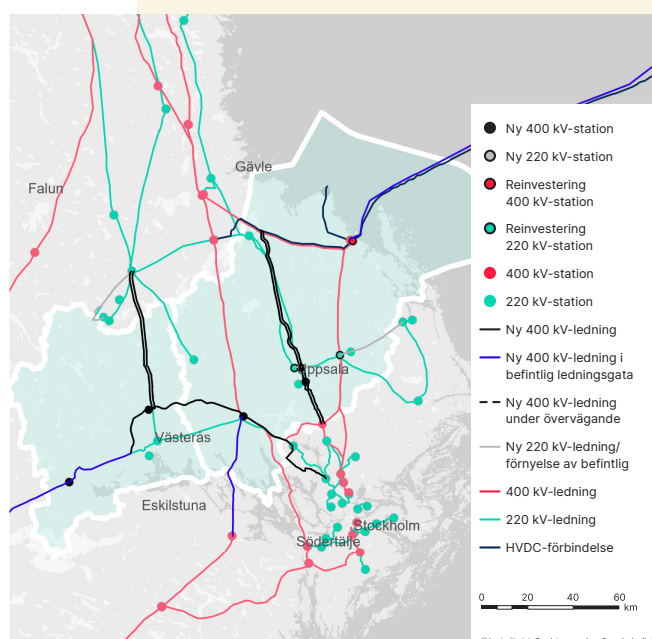 Gävle
Falun
Uppsala
Västerås
Eskilstuna
Stockholm
Södertälje
Ny 400 kV-station
Ny 220 kV-station
Reinvestering
400 kV-station
Reinvestering
220 kV-station
400 kV-station
220 kV-station
Ny 400 kV-ledning
Ny 400 kV-ledning i
befintlig ledningsgata
Ny 400 kV-ledning
under övervägande
Ny 220 kV-ledning/
förnyelse av befintlig
400 kV-ledning
220 kV-ledning
HVDC-förbindelse
0 20 40 60
km